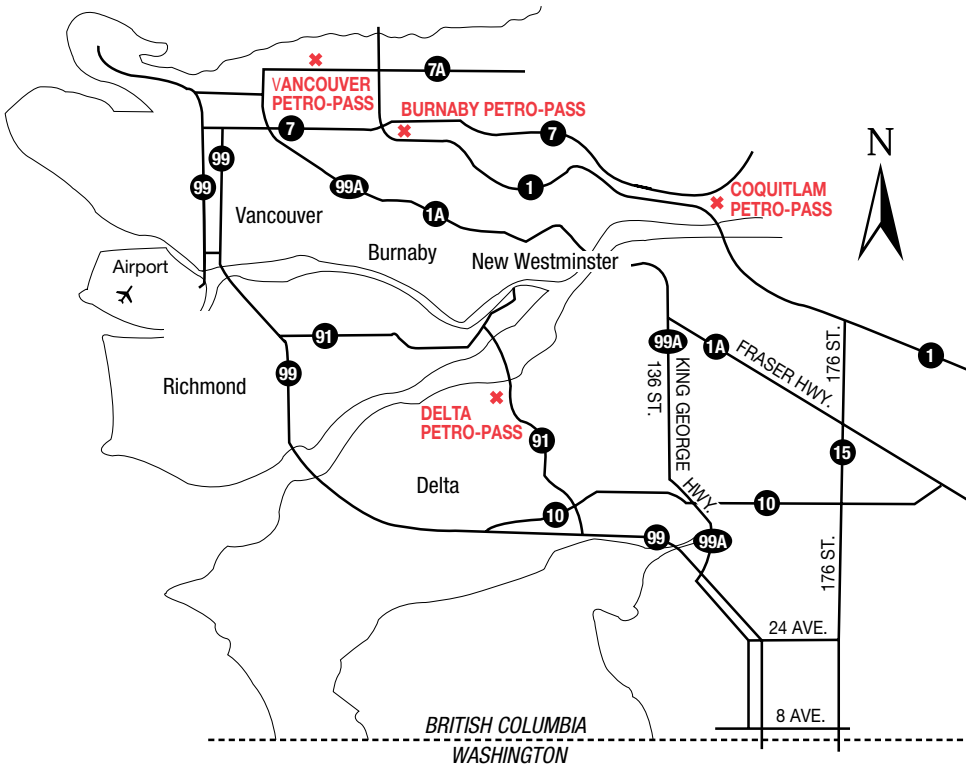 7A
VANCOUVER
PETRO-PASS
BURNABY PETRO-PASS
7
7
99
99
99A
1
1A
COQUITLAM
PETRO-PASS
N
Vancouver
Burnaby
New Westminster
Airport
91
99
Richmond
99A
1A
FRASER HWY.
176 ST.
1
136 ST.
KING GEORGE HWY.
DELTA
PETRO-PASS
91
15
Delta
10
10
99
99A
176 ST.
24 AVE.
8 AVE.
BRITISH COLUMBIA
WASHINGTON